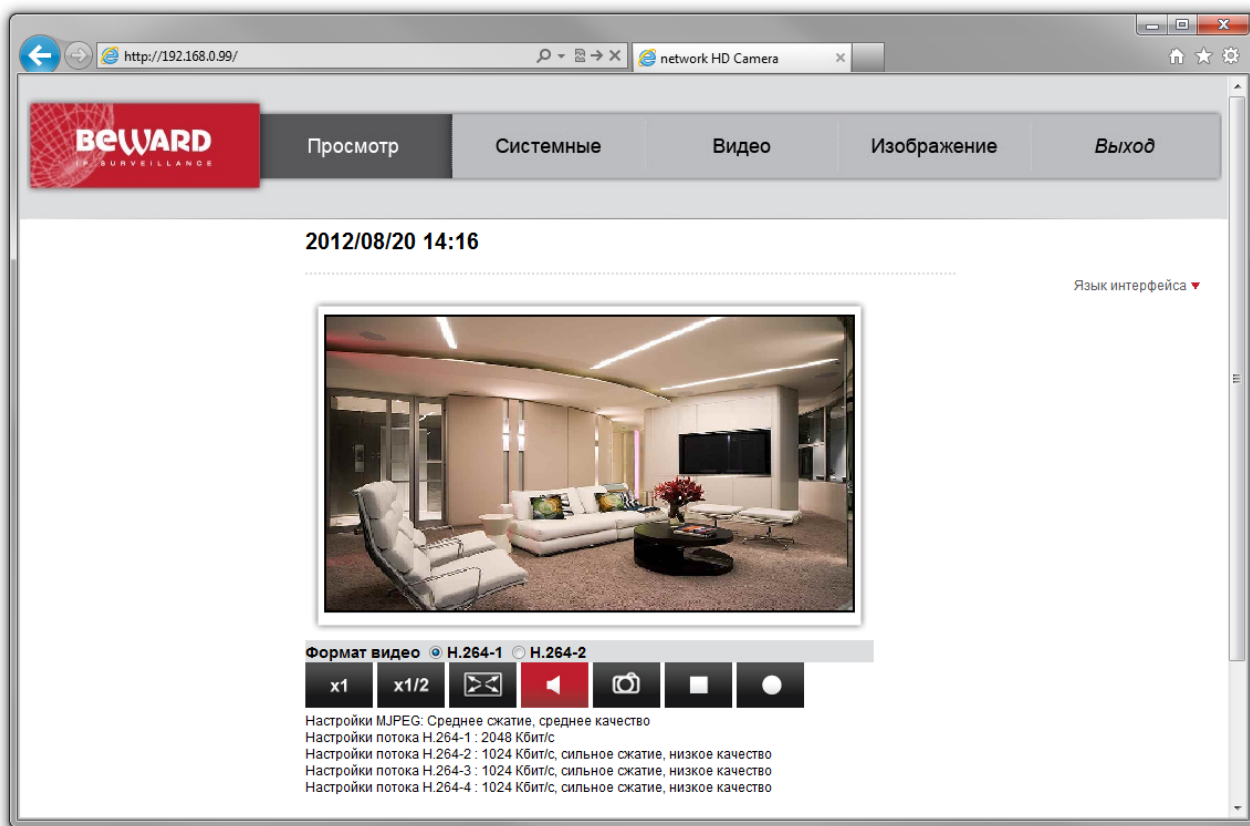 http://192.168.0.99/
network HD Camera
BEWARD
IP SURVEILLANCE
Просмотр
Системные
Видео
Изображение
Выход
2012/08/20 14:16
Язык интерфейса
Формат видео H.264-1 H.264-2
x1 x1/2
Настройки MJPEG: Среднее сжатие, среднее качество
Настройки потока H.264-1 : 2048 Кбит/с
Настройки потока H.264-2 : 1024 Кбит/с, сильное сжатие, низкое качество
Настройки потока H.264-3 : 1024 Кбит/с, сильное сжатие, низкое качество
Настройки потока H.264-4 : 1024 Кбит/с, сильное сжатие, низкое качество